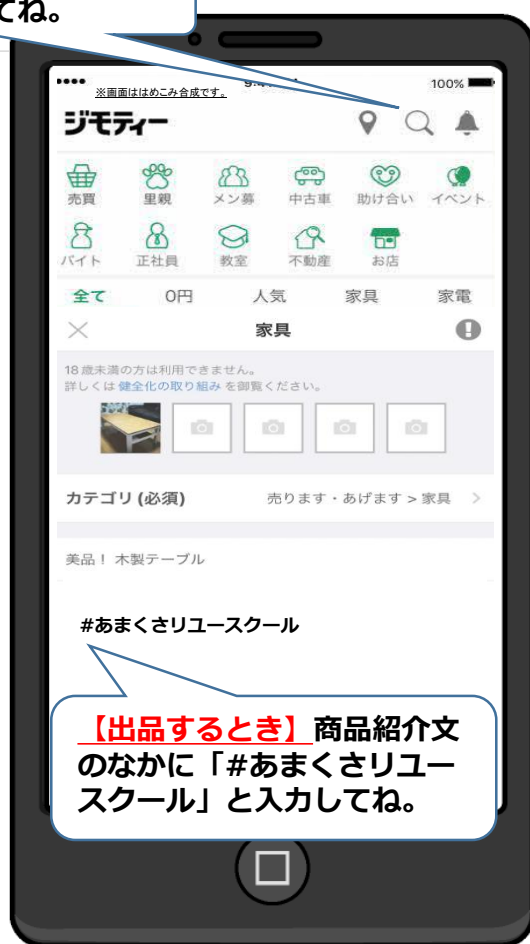 てね。
※画面ははめこみ合成です。
100%
ジモティー
売買 里親 メン募 中古車 助け合い イベント
バイト 正社員 教室 不動産 お店
全て 0円 人気 家具 家電
家具
18歳未満の方は利用できません。
詳しくは 健全化の取り組み を御覧ください。
カテゴリ (必須) 売ります・あげます > 家具 >
美品! 木製テーブル
#あまくさリユースクール
【出品するとき】商品紹介文
のなかに「#あまくさリユー
スクール」と入力してね。